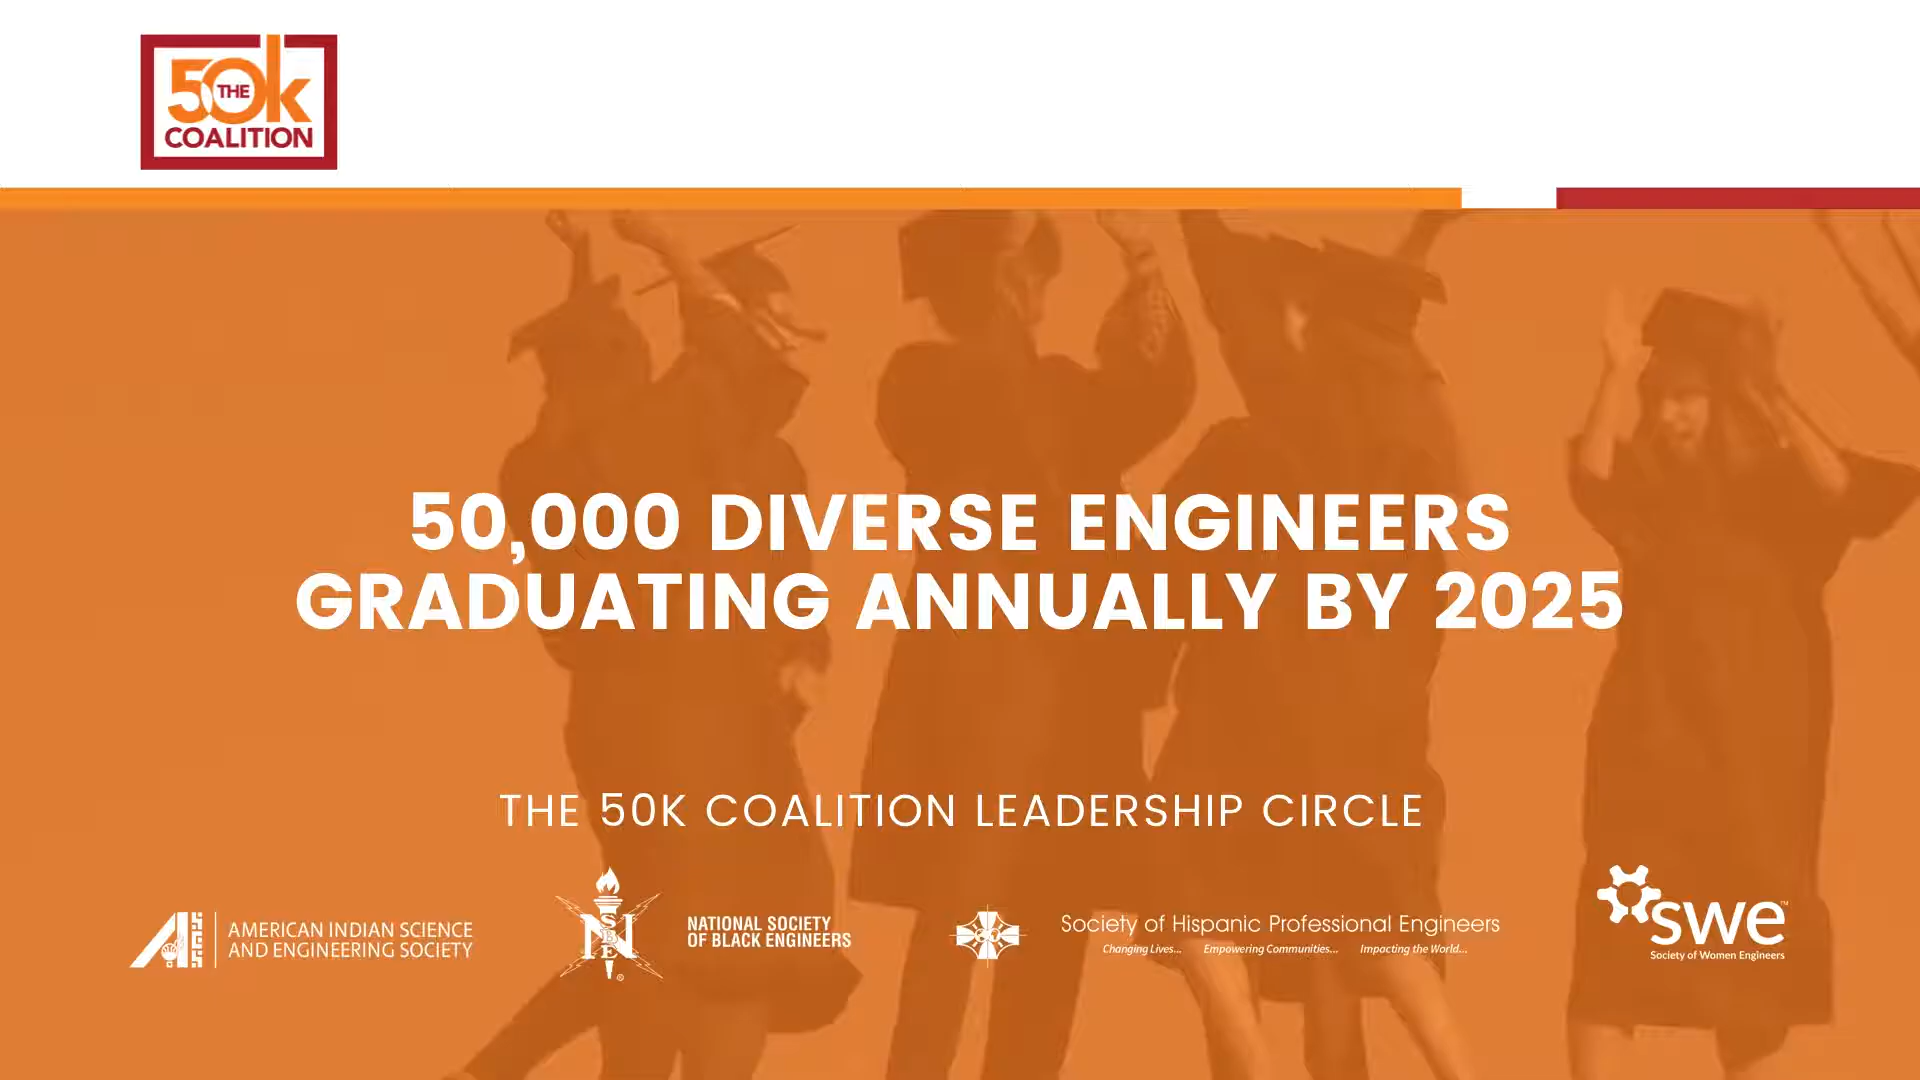 50k
THE
COALITION
50,000 DIVERSE ENGINEERS
GRADUATING ANNUALLY BY 2025
THE 50K COALITION LEADERSHIP CIRCLE
AMERICAN INDIAN SCIENCE
AND ENGINEERING SOCIETY
NSBE
®
NATIONAL SOCIETY
OF BLACK ENGINEERS
Society of Hispanic Professional Engineers
Changing Lives... Empowering Communities... Impacting the World...
swe™
Society of Women Engineers